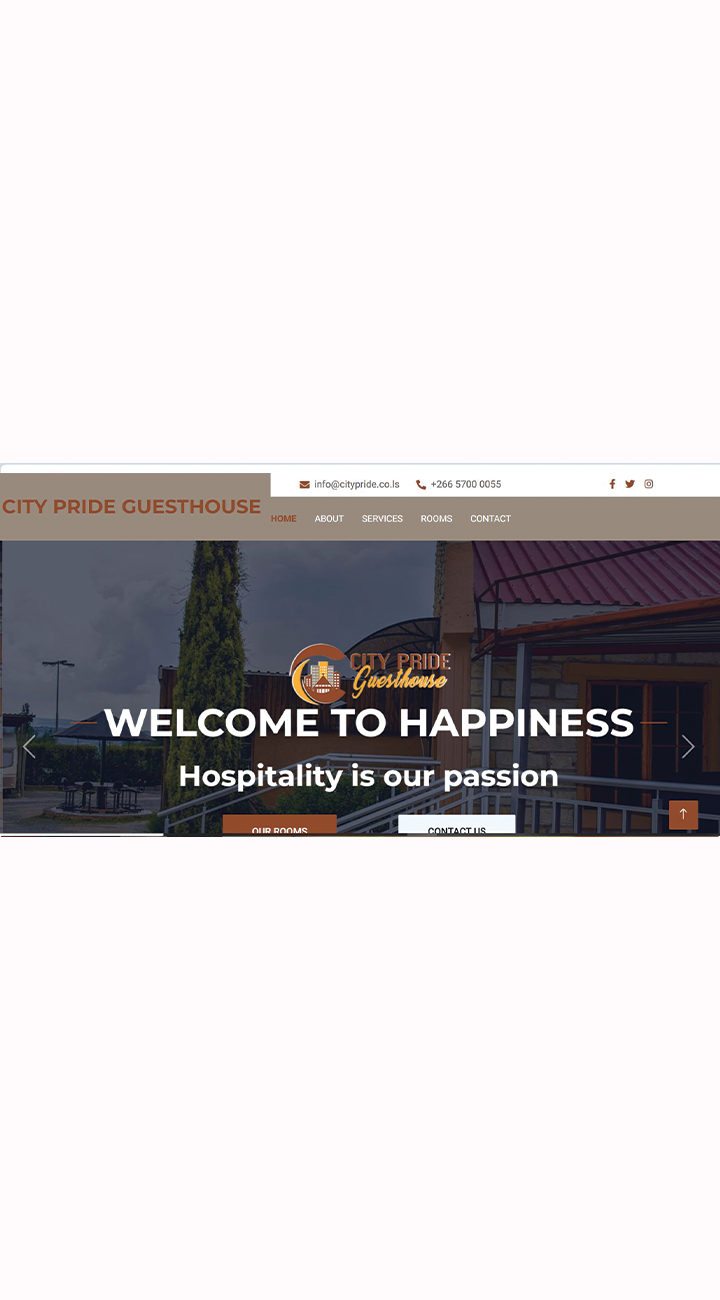 info@citypride.co.ls +266 5700 0055
CITY PRIDE GUESTHOUSE
HOME ABOUT SERVICES ROOMS CONTACT
CITY PRIDE
Guesthouse
WELCOME TO HAPPINESS
Hospitality is our passion
OUR ROOMS CONTACT US